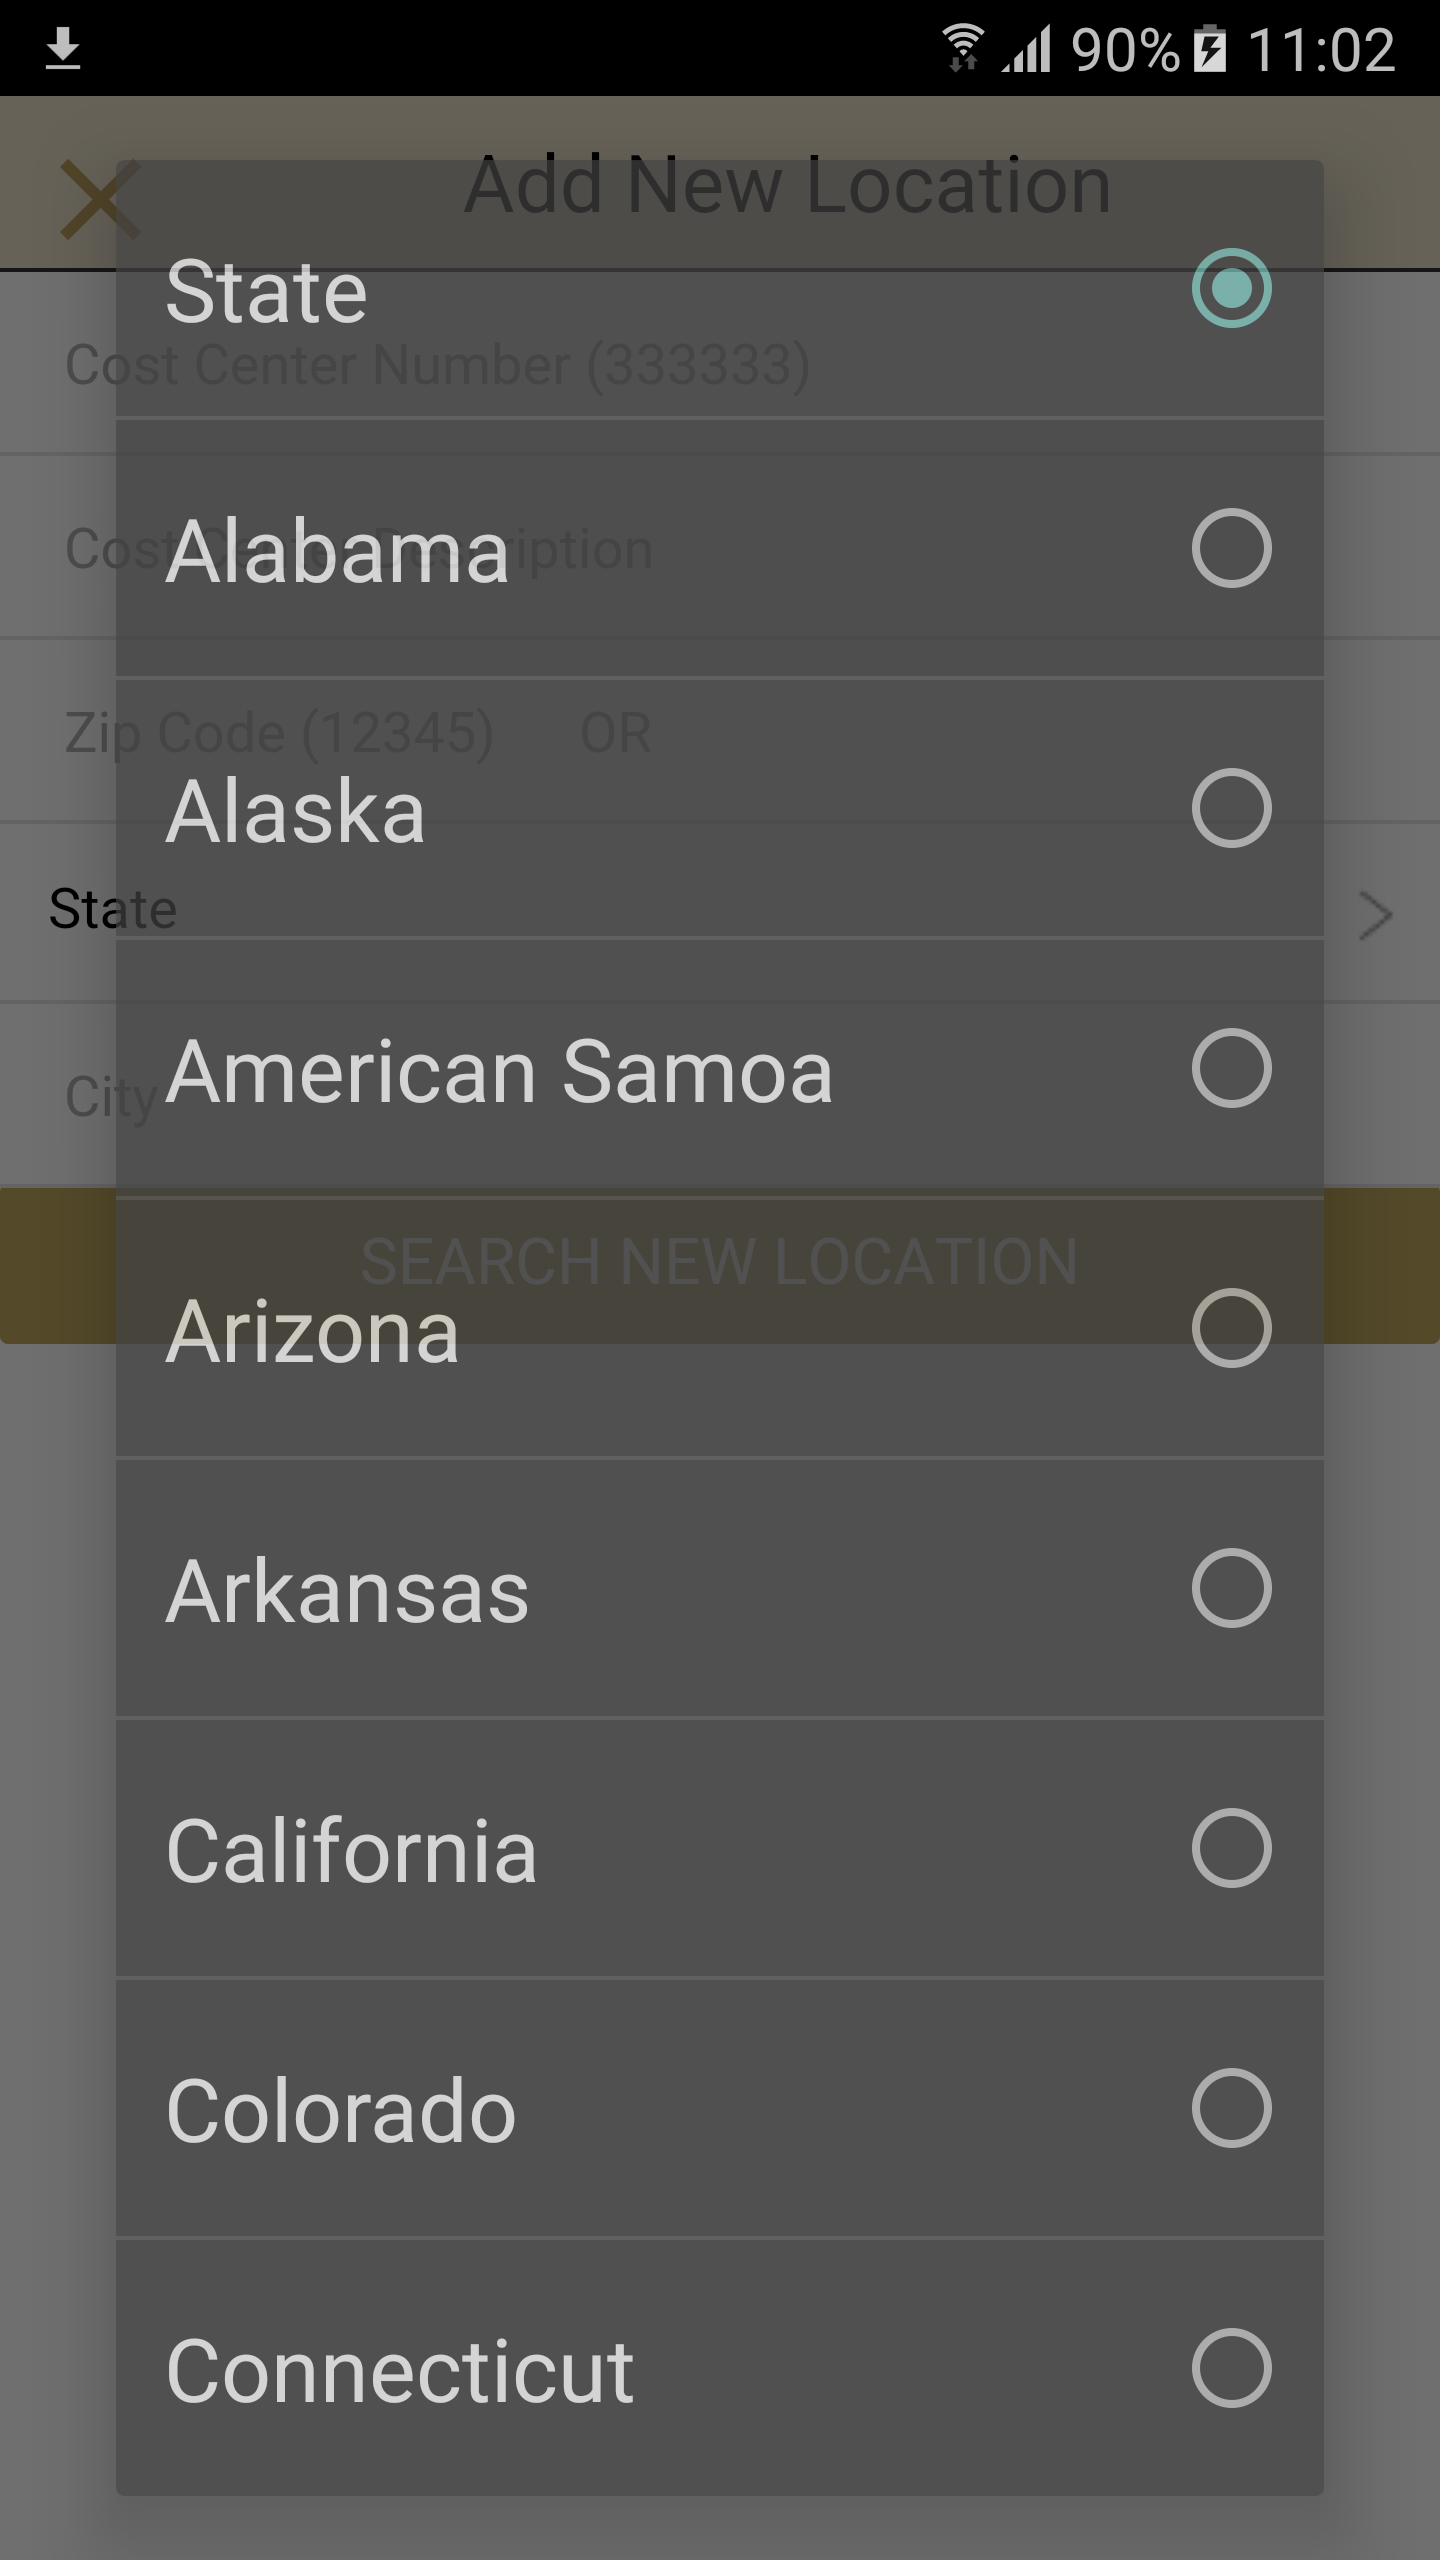 90% 11:02
Add New Location
State
Cost Center Number (333333)
Cost Center Description
Alabama
Zip Code (12345) OR
Alaska
State
American Samoa
City
SEARCH NEW LOCATION
Arizona
Arkansas
California
Colorado
Connecticut